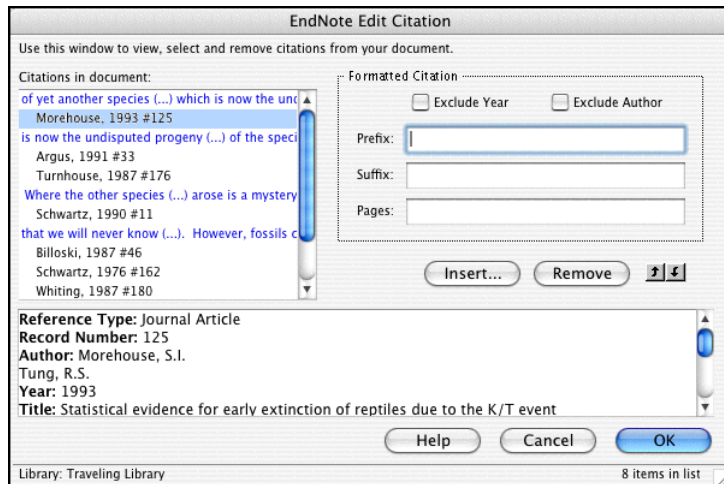 EndNote Edit Citation
Use this window to view, select and remove citations from your document.
Citations in document:
of yet another species (...) which is now the unc
Morehouse, 1993 #125
is now the undisputed progeny (...) of the speci
Argus, 1991 #33
Turnhouse, 1987 #176
Where the other species (...) arose is a mystery
Schwartz, 1990 #11
that we will never know (...). However, fossils c
Billoski, 1987 #46
Schwartz, 1976 #162
Whiting, 1987 #180
Formatted Citation
Exclude Year Exclude Author
Prefix:
Suffix:
Pages:
Insert... Remove
Reference Type: Journal Article
Record Number: 125
Author: Morehouse, S.I.
Tung, R.S.
Year: 1993
Title: Statistical evidence for early extinction of reptiles due to the K/T event
Help Cancel OK
Library: Traveling Library 8 items in list